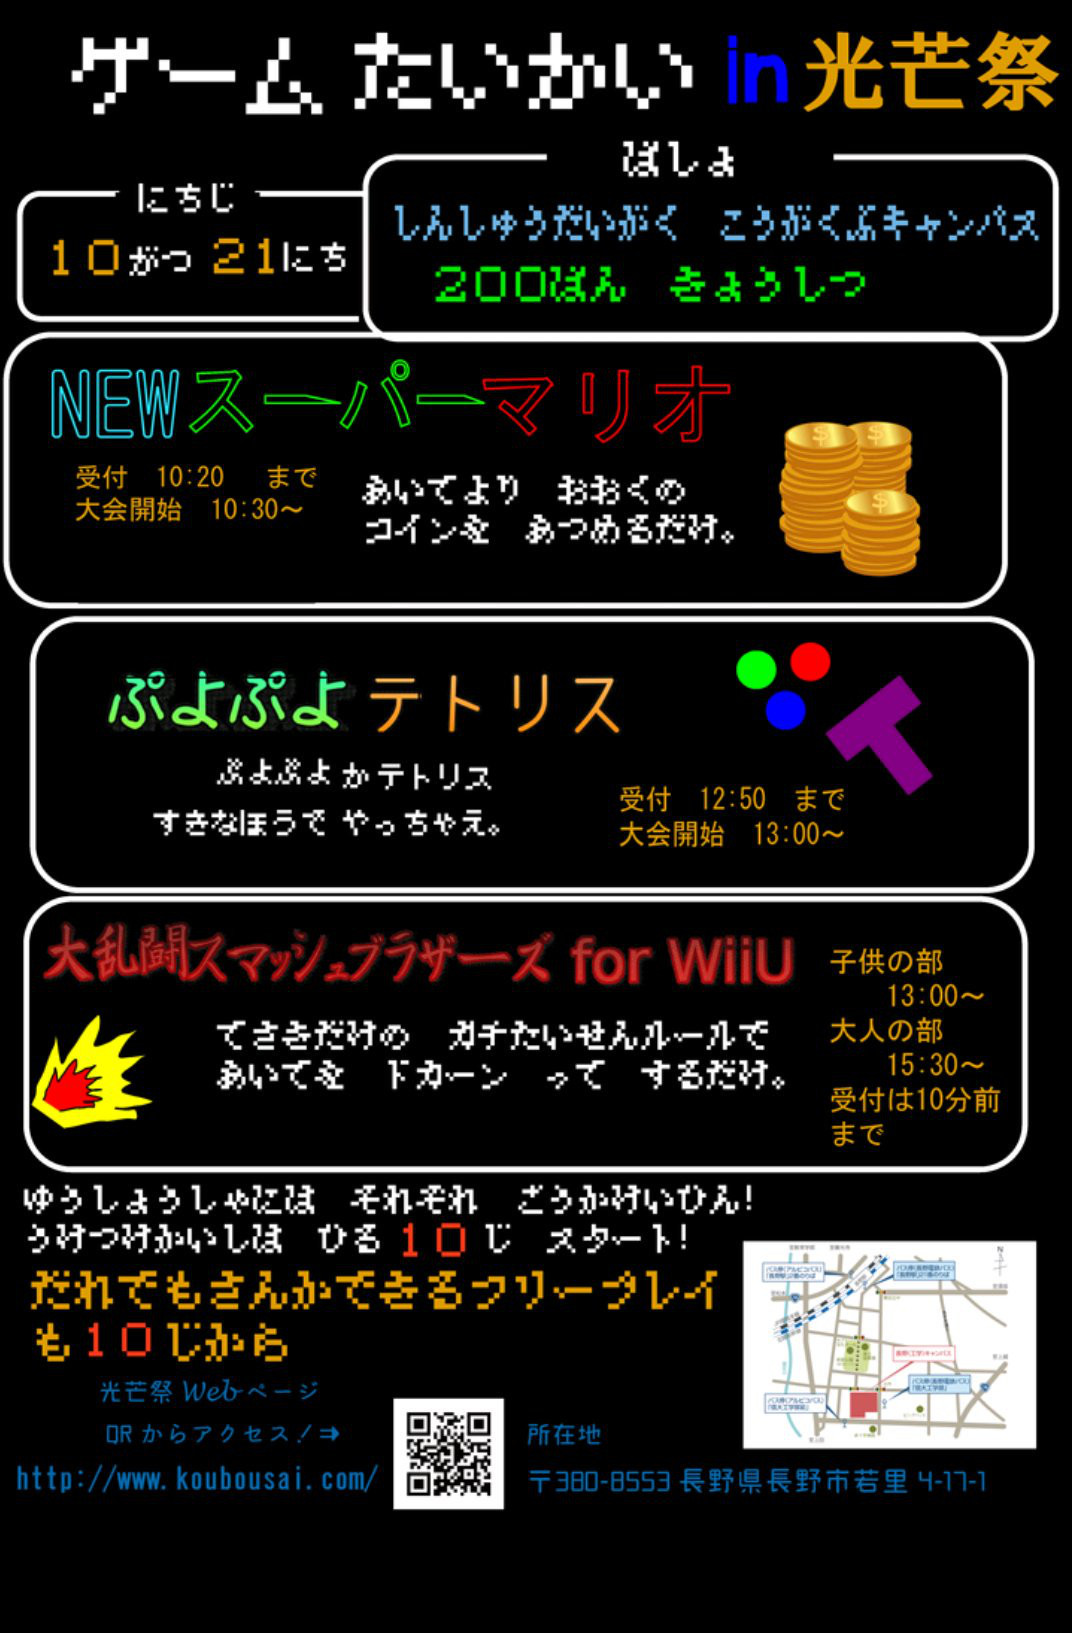 ゲーム たいかい in 光芒祭
にちじ
10がつ 21にち
ばしょ
しんしゅうだいがく こうがくぶキャンパス
200ばん きょうしつ
NEWスーパーマリオ
受付 10:20 まで
大会開始 10:30～
あいてより おおくの
コインを あつめるだけ。
ぷよぷよテトリス
ぷよぷよ か テトリス
すきなほうで やっちゃえ。
受付 12:50 まで
大会開始 13:00～
大乱闘スマッシュブラザーズ for WiiU
てさきだけの ガチたいせんルールで
あいてを ドカーン って するだけ。
子供の部
13:00～
大人の部
15:30～
受付は10分前
まで
ゆうしょうしゃには それぞれ ごうかけいひん!
うけつけかいしは ひる 10じ スタート!
だれでもさんかできるフリープレイ
も10じから
光芒祭 Webページ
QRからアクセス！⇒
http://www.koubousai.com/
所在地
〒380-8553 長野県長野市若里 4-17-1
長野(工学)キャンパス
N